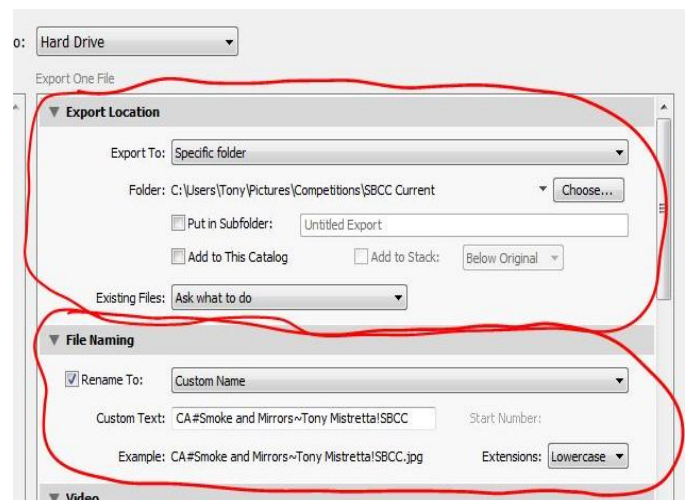 o: Hard Drive
Export One File
Export Location
Export To: Specific folder
Folder: C:\Users\Tony\Pictures\Competitions\SBCC Current Choose...
Put in Subfolder: Untitled Export
Add to This Catalog Add to Stack: Below Original
Existing Files: Ask what to do
File Naming
Rename To: Custom Name
Custom Text: CA#Smoke and Mirrors~Tony Mistretta!SBCC Start Number:
Example: CA#Smoke and Mirrors~Tony Mistretta!SBCC.jpg Extensions: Lowercase
Video